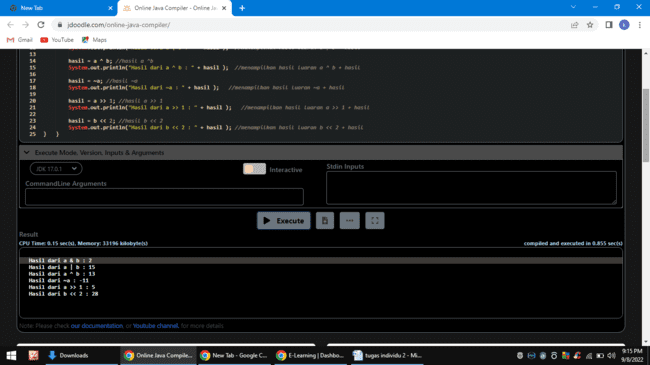 New Tab
Online Java Compiler - Online Jav
jdoodle.com/online-java-compiler/
Gmail
YouTube
Maps
13
14 hasil = a ^ b; //hasil a ^b
15 System.out.println("Hasil dari a ^ b : " + hasil ); //menampilkan hasil luaran a ^ b + hasil
16
17 hasil = ~a; //hasil ~a
18 System.out.println("Hasil dari ~a : " + hasil ); //menampilkan hasil luaran ~a + hasil
19
20 hasil = a >> 1; //hasil a >> 1
21 System.out.println("Hasil dari a >> 1 : " + hasil ); //menampilkan hasil luaran a >> 1 + hasil
22
23 hasil = b << 2; //hasil b << 2
24 System.out.println("Hasil dari b << 2 : " + hasil ); //menampilkan hasil luaran b << 2 + hasil
25 } }
Execute Mode, Version, Inputs & Arguments
JDK 17.0.1
Interactive
Stdin Inputs
CommandLine Arguments
Execute
Result
CPU Time: 0.15 sec(s), Memory: 33196 kilobyte(s)
compiled and executed in 0.855 sec(s)
Hasil dari a & b : 2
Hasil dari a | b : 15
Hasil dari a ^ b : 13
Hasil dari ~a : -11
Hasil dari a >> 1 : 5
Hasil dari b << 2 : 28
Note: Please check our documentation or Youtube channel. for more details.
Downloads
Online Java Compile...
New Tab - Google C...
E-Learning | Dashbo...
tugas individu 2 - Mi...
9:15 PM
9/8/2022